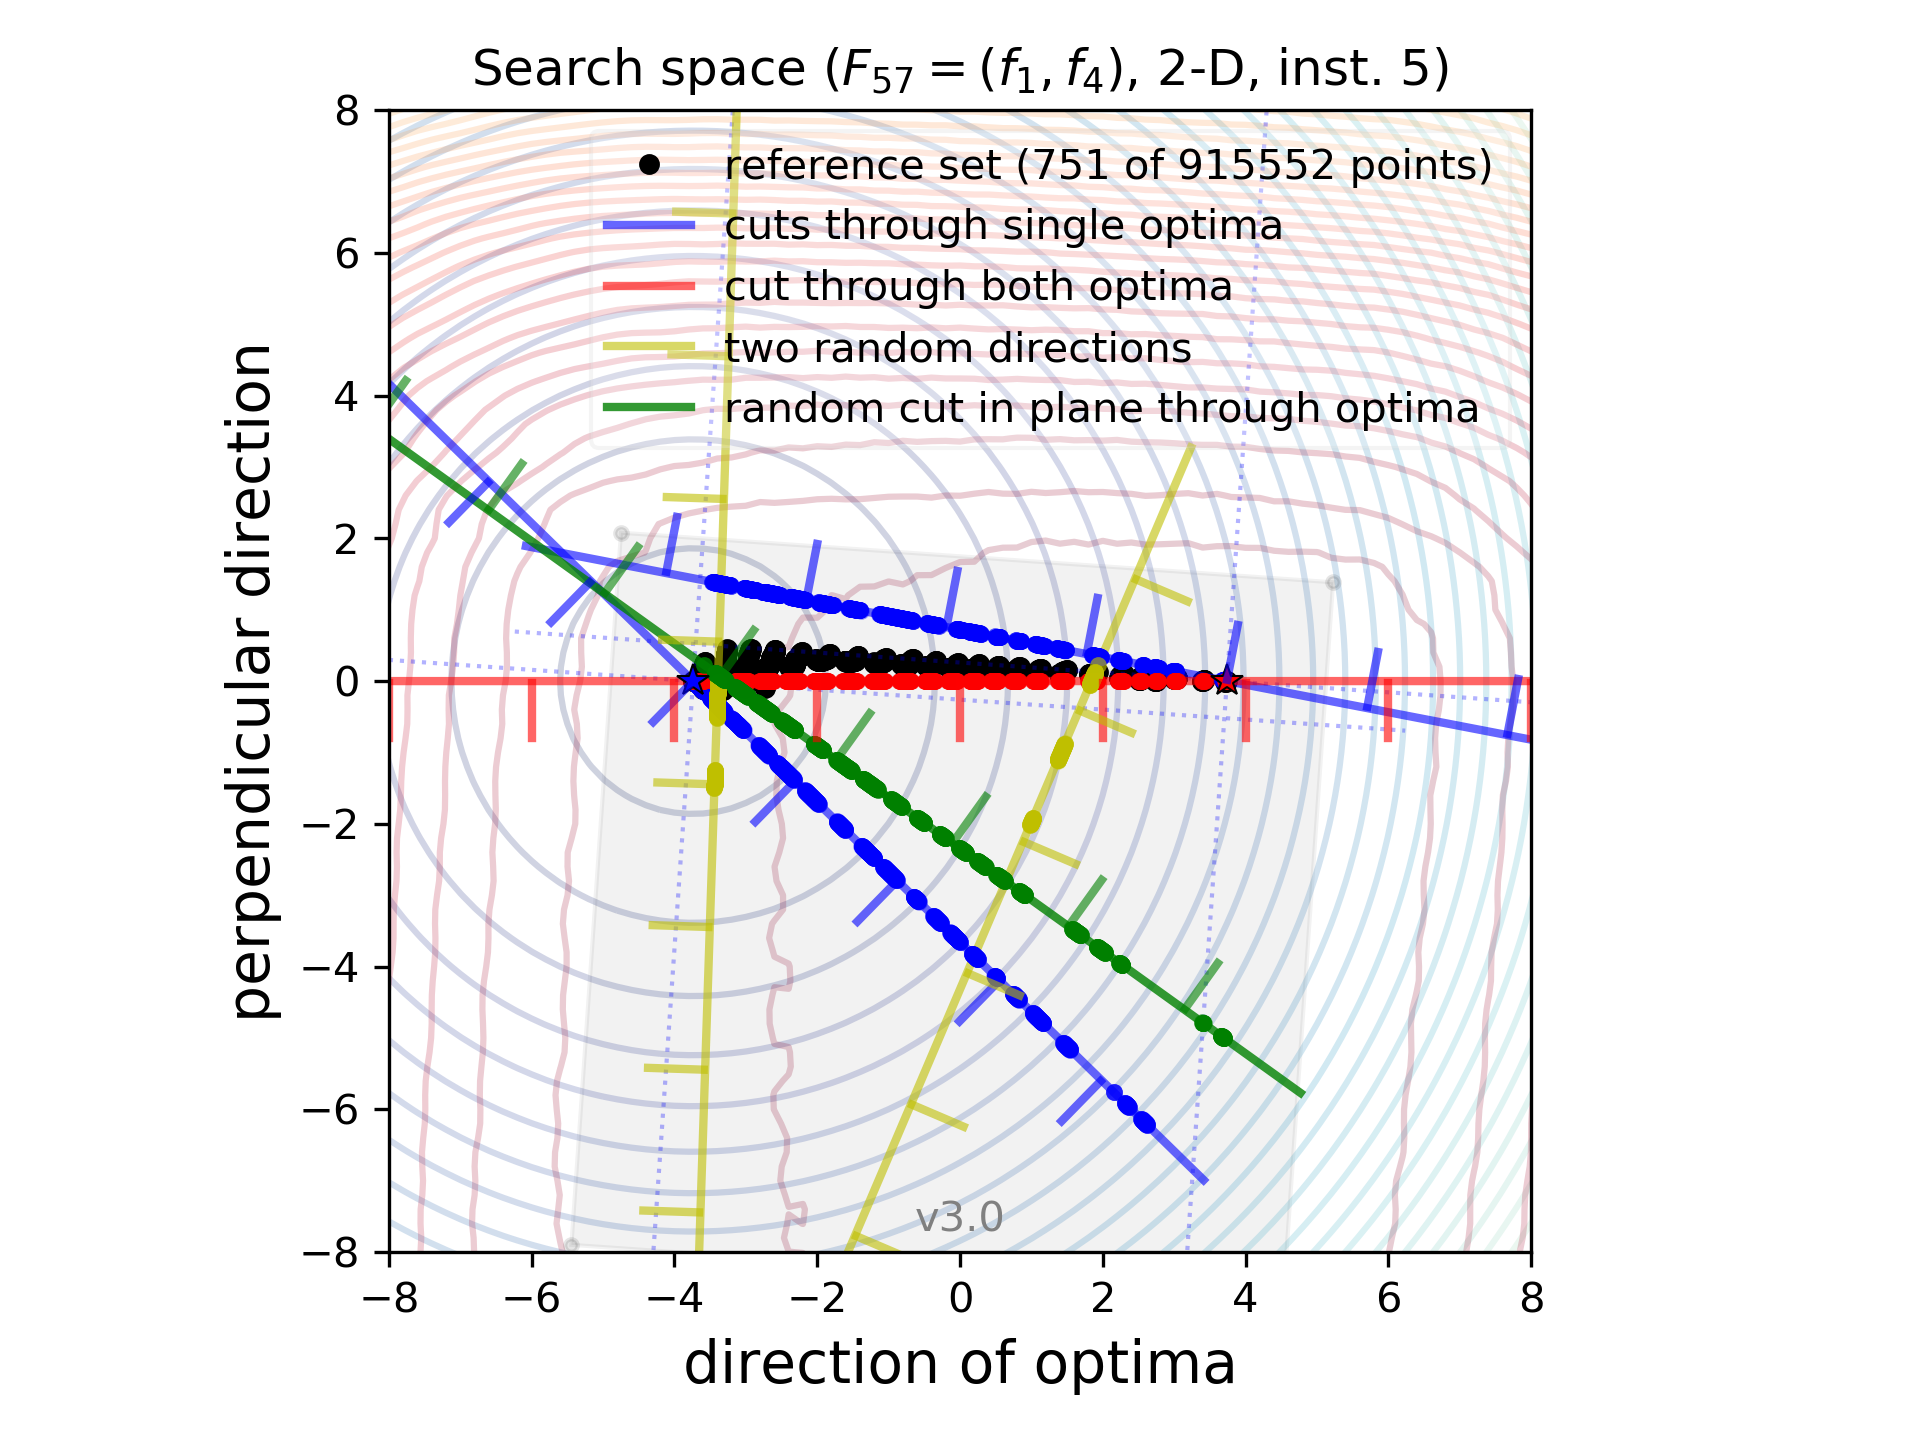 Search space (F57 = (f1, f4), 2-D, inst. 5)
reference set (751 of 915552 points)
cuts through single optima
cut through both optima
two random directions
random cut in plane through optima
8
6
4
2
0
−2
−4
−6
−8
perpendicular direction
v3.0
−8 −6 −4 −2 0 2 4 6 8
direction of optima